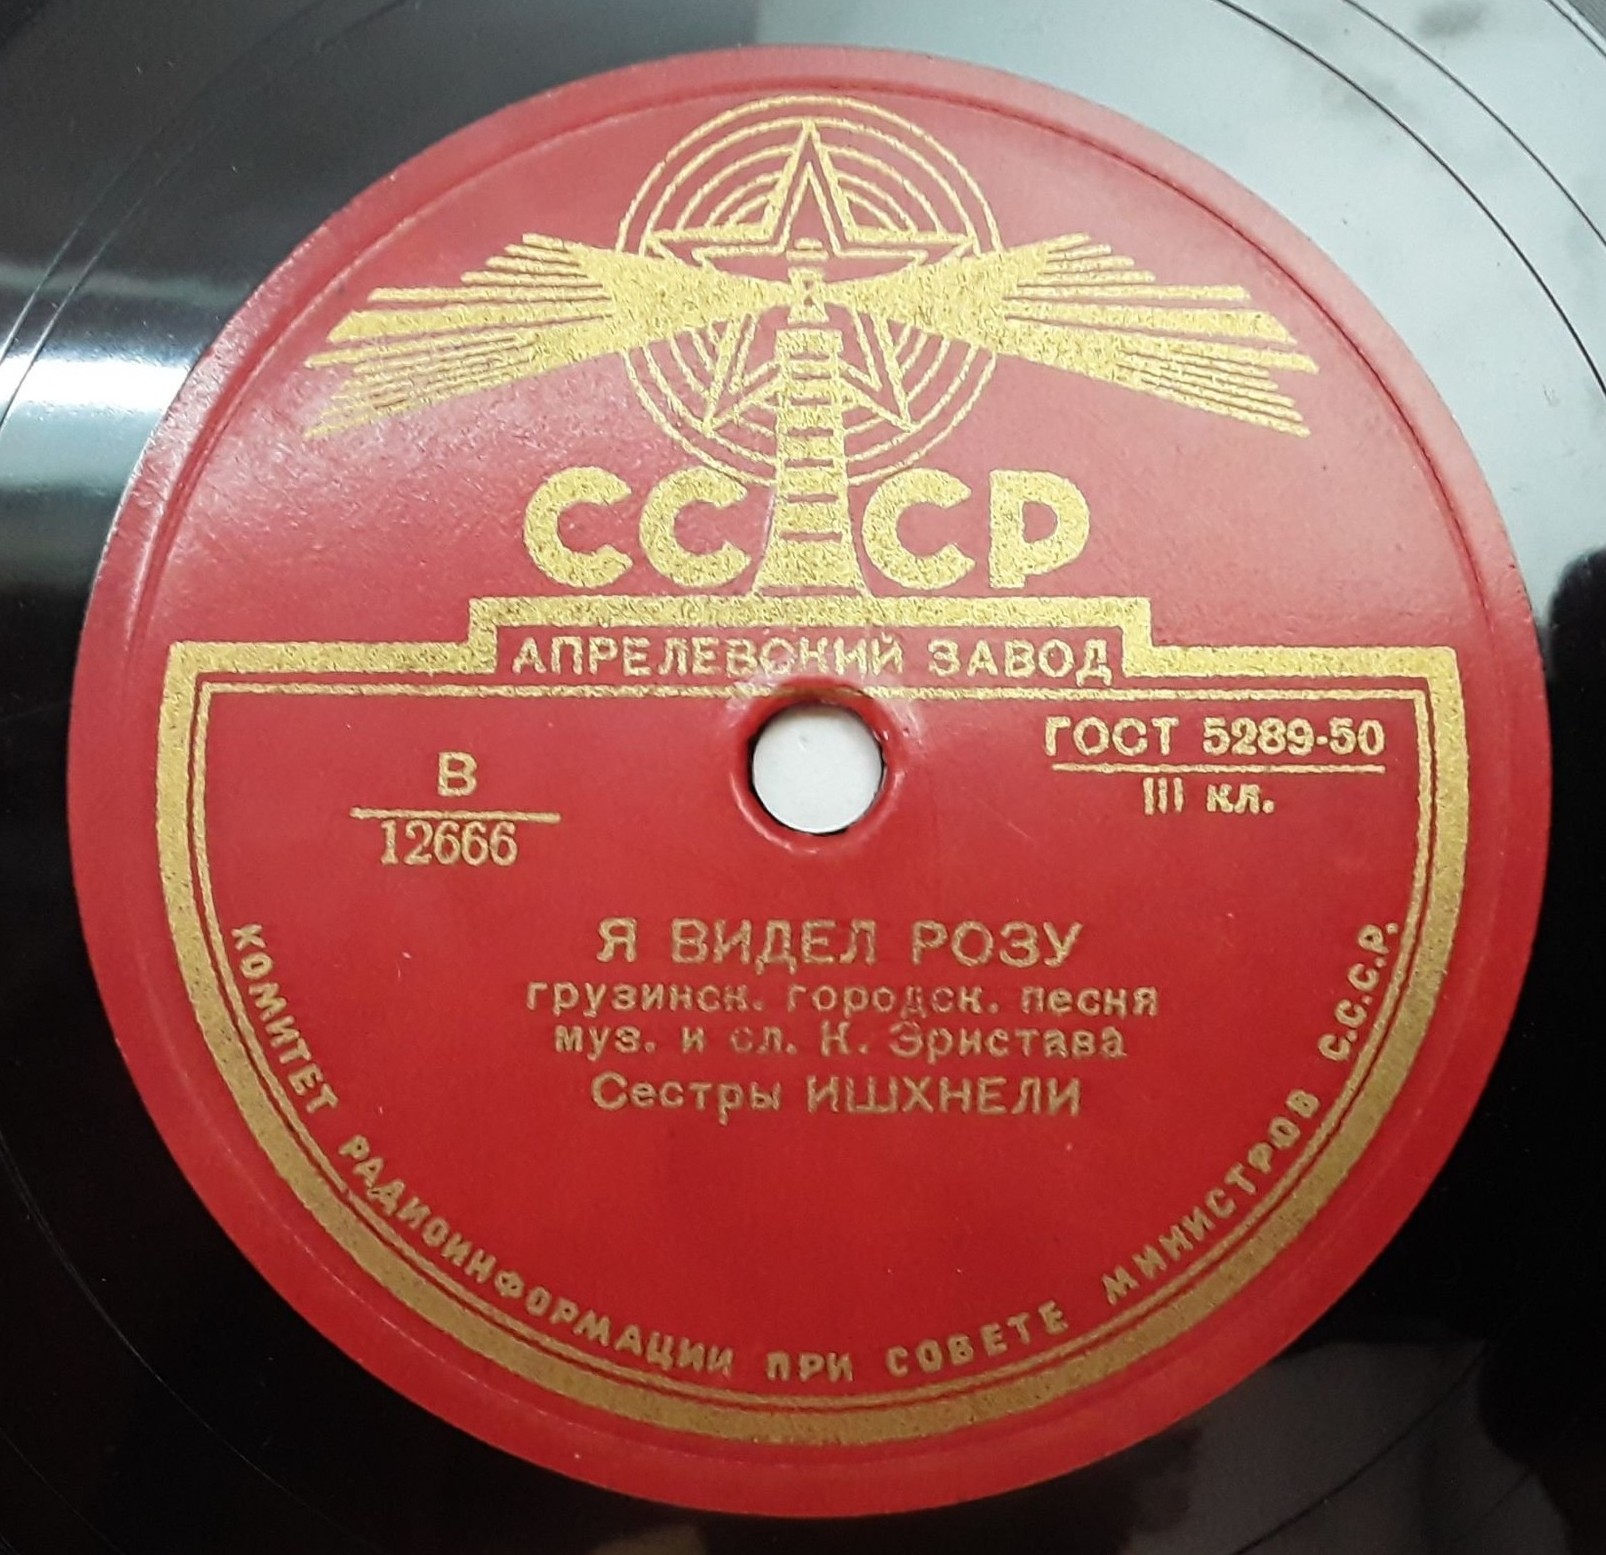 СССР
АПРЕЛЕВСКИЙ ЗАВОД
ГОСТ 5289-50
III кл.
В
12666
Я ВИДЕЛ РОЗУ
грузинск. городск. песня
муз. и сл. К. Эристава
Сестры ИШХНЕЛИ
КОМИТЕТ РАДИОИНФОРМАЦИИ ПРИ СОВЕТЕ МИНИСТРОВ С.С.С.Р.